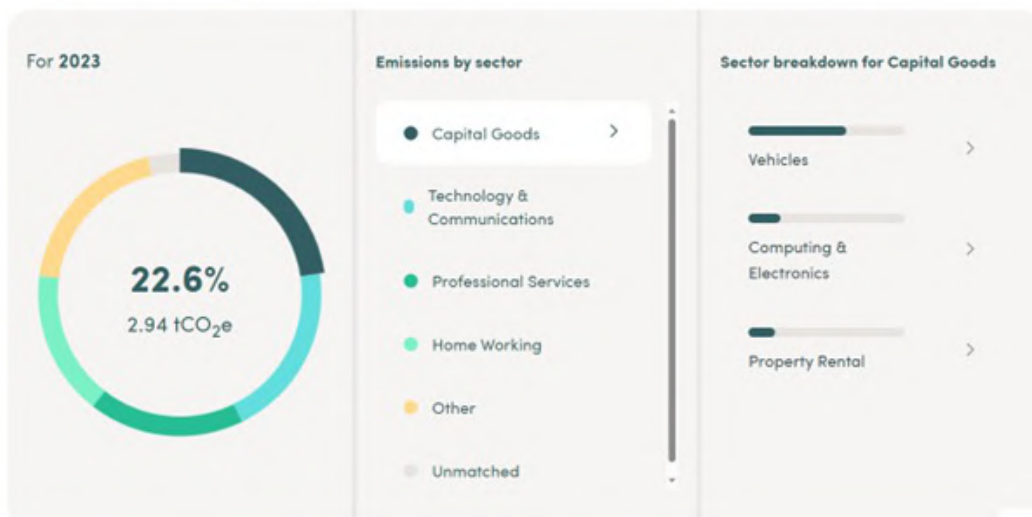 For 2023
22.6%
2.94 tCO₂e
Emissions by sector
Capital Goods
Technology &
Communications
Professional Services
Home Working
Other
Unmatched
Sector breakdown for Capital Goods
Vehicles
Computing &
Electronics
Property Rental